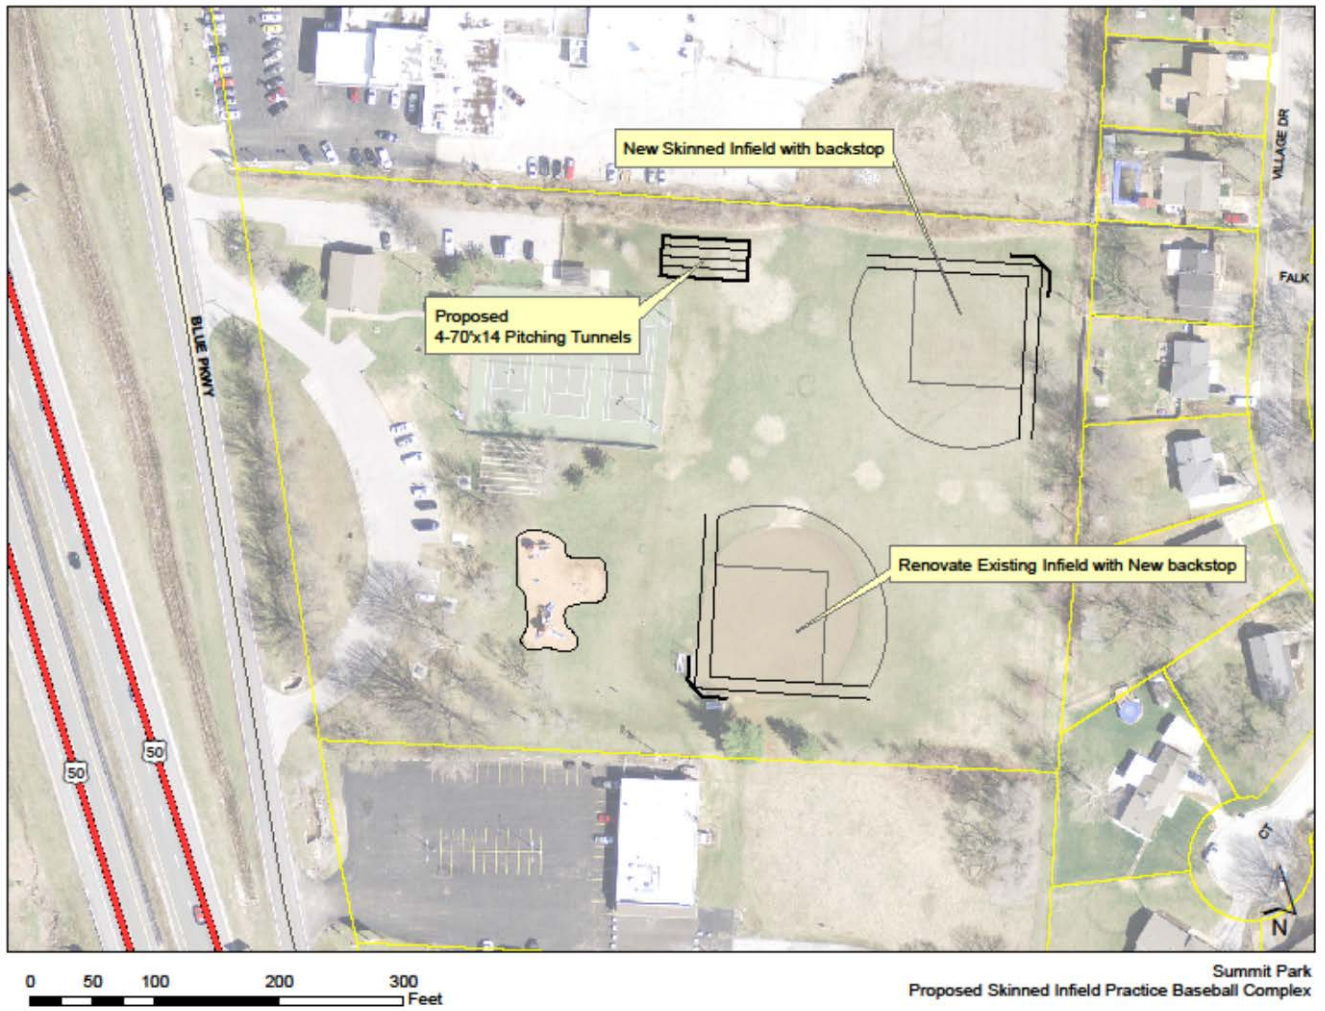 New Skinned Infield with backstop
VILLAGE DR
FALK
Proposed
4-70'x14 Pitching Tunnels
BLUE PKWY
Renovate Existing Infield with New backstop
50
50
CT
N
0 50 100 200 300
Feet
Summit Park
Proposed Skinned Infield Practice Baseball Complex